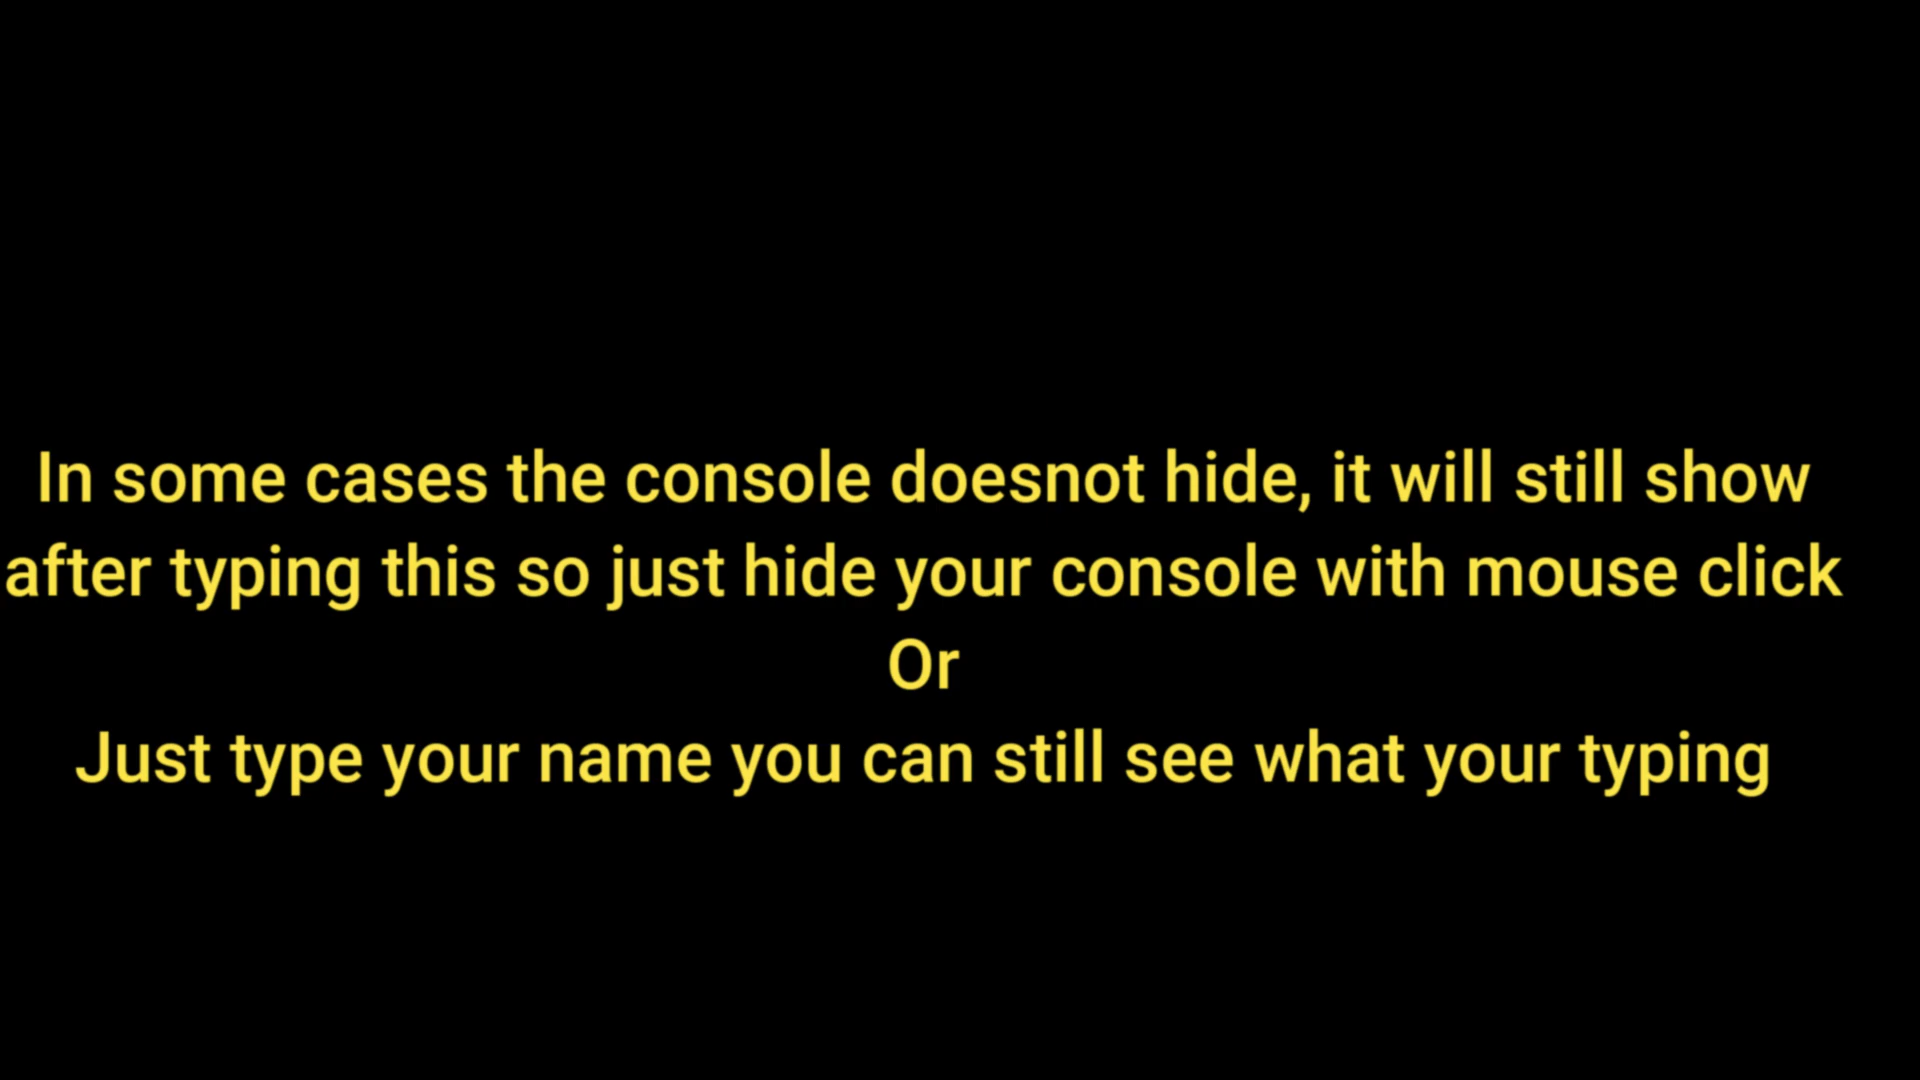 In some cases the console doesnot hide, it will still show
after typing this so just hide your console with mouse click
Or
Just type your name you can still see what your typing